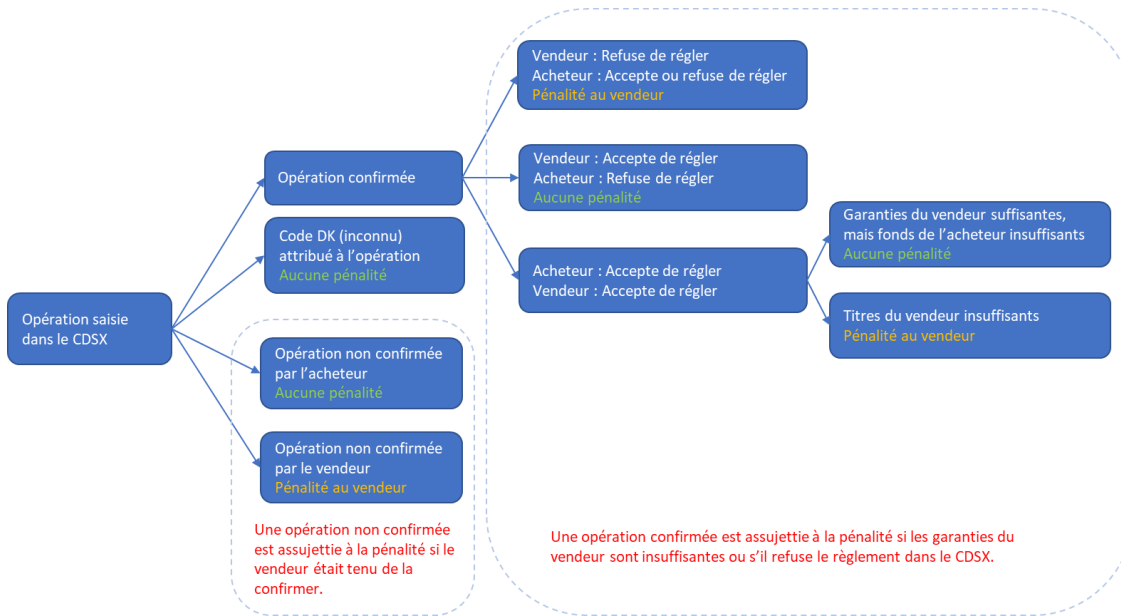 Opération saisie
dans le CDSX
Opération confirmée
Code DK (inconnu)
attribué à l’opération
Aucune pénalité
Opération non confirmée
par l’acheteur
Aucune pénalité
Opération non confirmée
par le vendeur
Pénalité au vendeur
Une opération non confirmée
est assujettie à la pénalité si le
vendeur était tenu de la
confirmer.
Vendeur : Refuse de régler
Acheteur : Accepte ou refuse de régler
Pénalité au vendeur
Vendeur : Accepte de régler
Acheteur : Refuse de régler
Aucune pénalité
Acheteur : Accepte de régler
Vendeur : Accepte de régler
Garanties du vendeur suffisantes,
mais fonds de l’acheteur insuffisants
Aucune pénalité
Titres du vendeur insuffisants
Pénalité au vendeur
Une opération confirmée est assujettie à la pénalité si les garanties du
vendeur sont insuffisantes ou s’il refuse le règlement dans le CDSX.